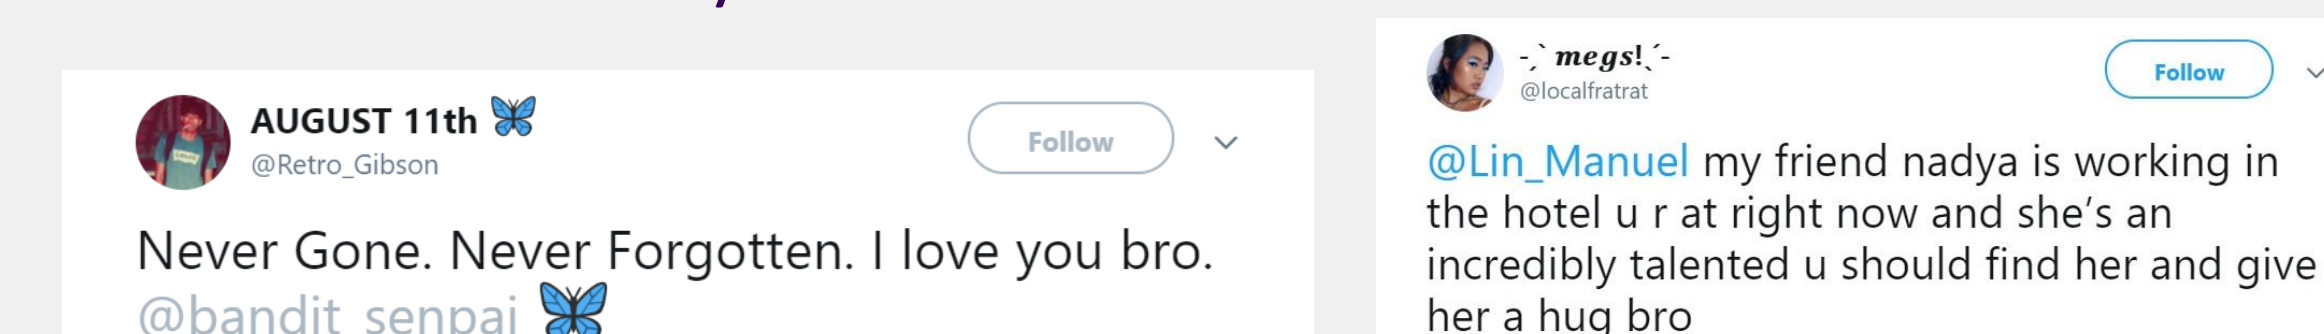 AUGUST 11th 🦋
@Retro_Gibson
Follow
Never Gone. Never Forgotten. I love you bro.
@bandit_senpai 🦋
-ˏ` megs! ˎ´-
@localfratrat
Follow
@Lin_Manuel my friend nadya is working in
the hotel u r at right now and she’s an
incredibly talented u should find her and give
her a hug bro